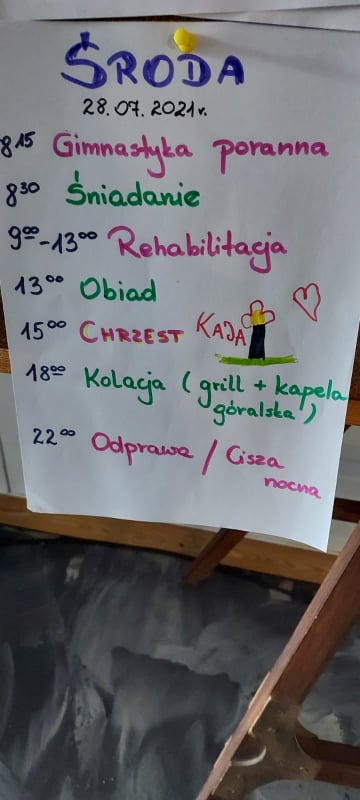 ŚRODA
28.07.2021r.
8¹⁵ Gimnastyka poranna
8³⁰ Śniadanie
9⁰⁰-13⁰⁰ Rehabilitacja
13⁰⁰ Obiad
15⁰⁰ CHRZEST KAJA
18⁰⁰ Kolacja (grill + kapela
góralska)
22⁰⁰ Odprawa / Cisza
nocna